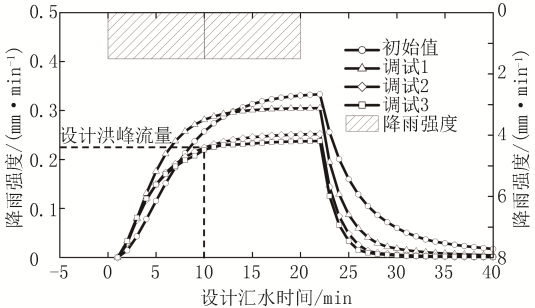 0.5
0.4
0.3
0.2
0.1
0
降雨强度/(mm·min⁻¹)
设计洪峰流量
初始值
调试1
调试2
调试3
降雨强度
0
2
4
6
8
降雨强度/(mm·min⁻¹)
-5 0 5 10 15 20 25 30 35 40
设计汇水时间/min